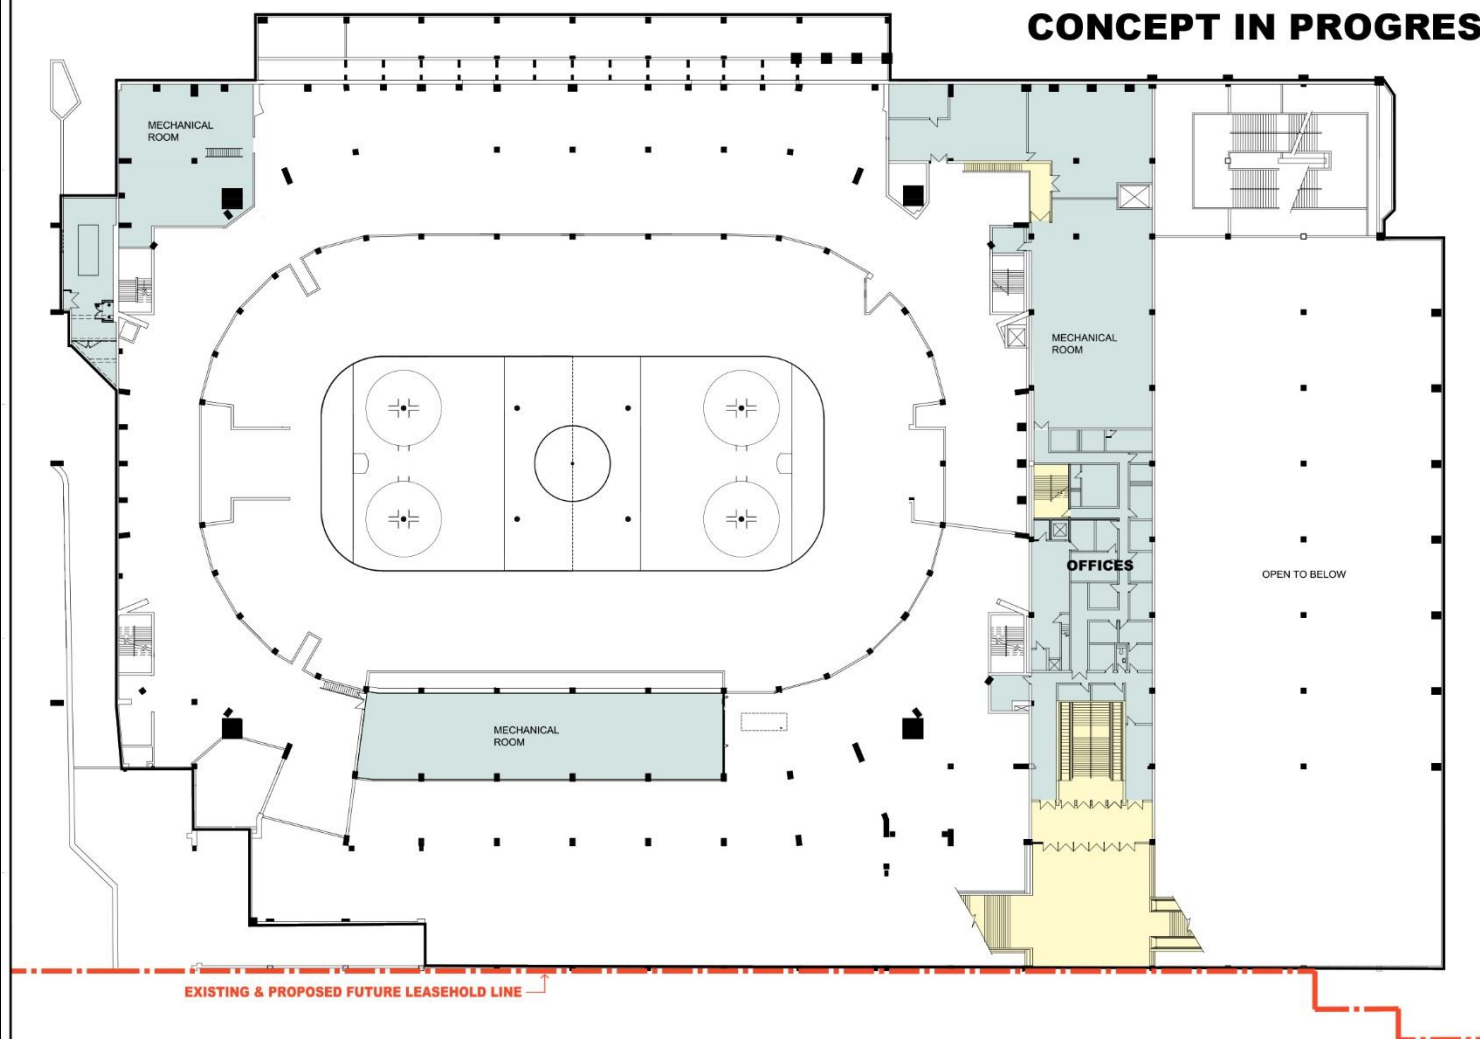 CONCEPT IN PROGRES
MECHANICAL
ROOM
MECHANICAL
ROOM
OFFICES
OPEN TO BELOW
MECHANICAL
ROOM
EXISTING & PROPOSED FUTURE LEASEHOLD LINE